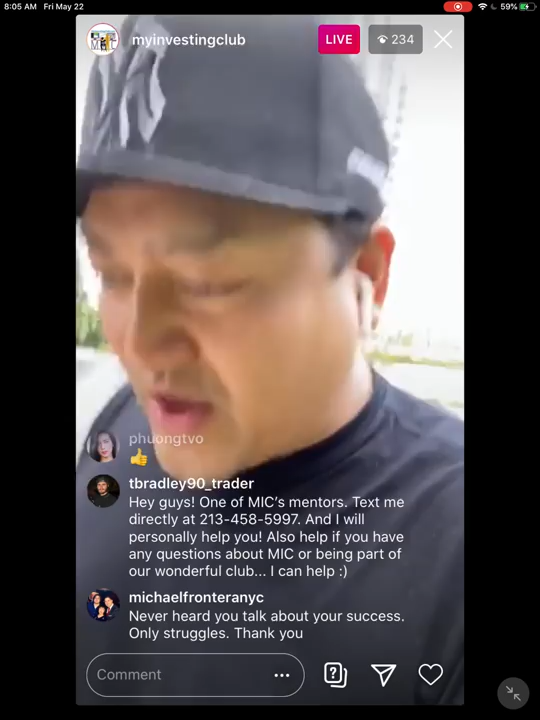 8:05 AM Fri May 22
59%
myinvestingclub
LIVE
234
phuongtvo
👍
tbradley90_trader
Hey guys! One of MIC’s mentors. Text me
directly at 213-458-5997. And I will
personally help you! Also help if you have
any questions about MIC or being part of
our wonderful club... I can help :)
michaelfronteranyc
Never heard you talk about your success.
Only struggles. Thank you
Comment